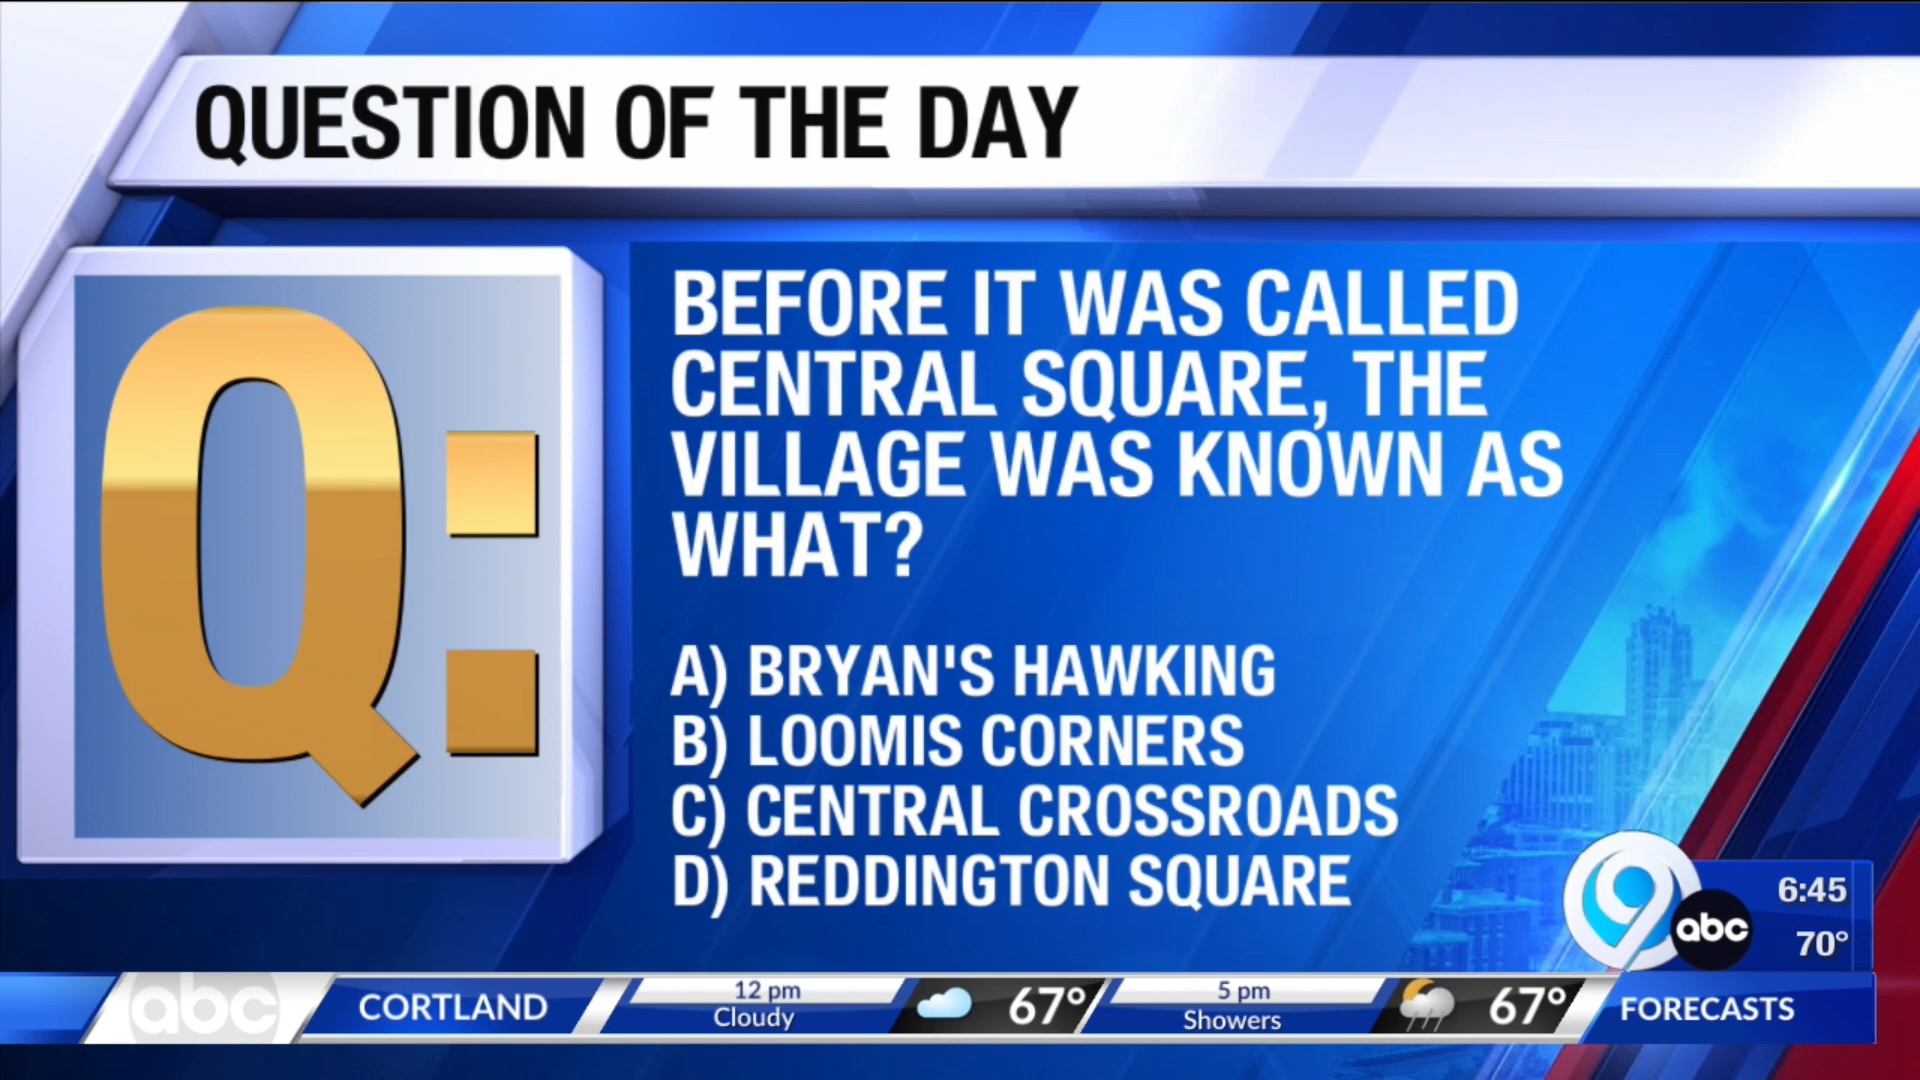 QUESTION OF THE DAY
Q:
BEFORE IT WAS CALLED
CENTRAL SQUARE, THE
VILLAGE WAS KNOWN AS
WHAT?
A) BRYAN'S HAWKING
B) LOOMIS CORNERS
C) CENTRAL CROSSROADS
D) REDDINGTON SQUARE
9
abc
6:45
70°
abc
CORTLAND
12 pm
Cloudy
67°
5 pm
Showers
67°
FORECASTS